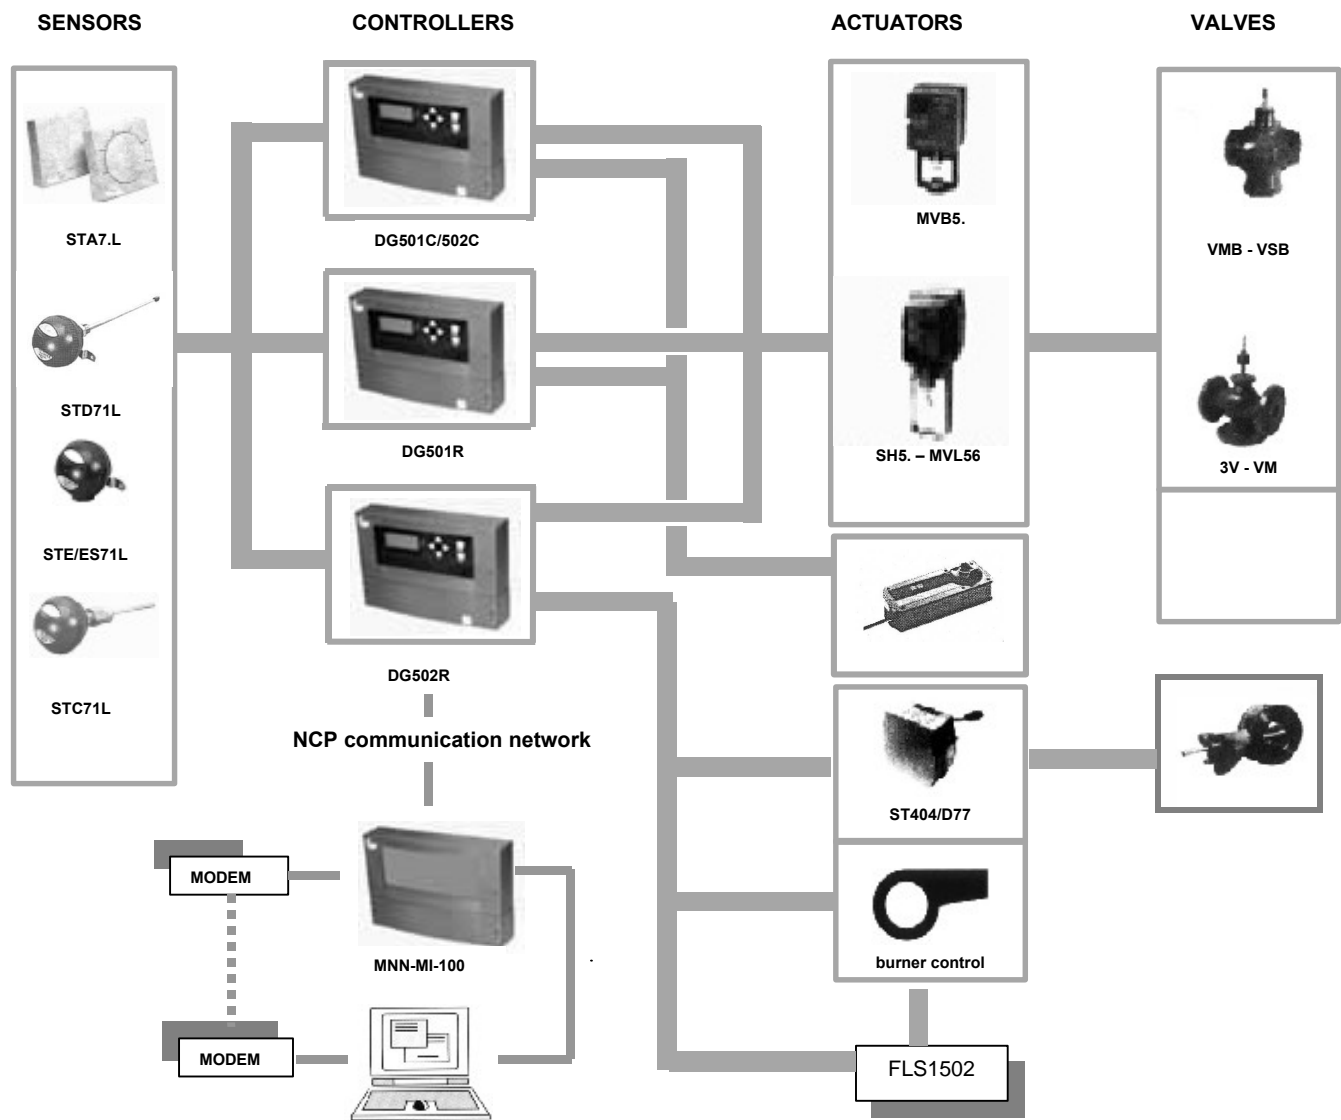 SENSORS
CONTROLLERS
ACTUATORS
VALVES
STA7.L
STD71L
STE/ES71L
STC71L
DG501C/502C
DG501R
DG502R
NCP communication network
MODEM
MNN-MI-100
MODEM
MVB5.
SH5. – MVL56
ST404/D77
burner control
FLS1502
VMB - VSB
3V - VM